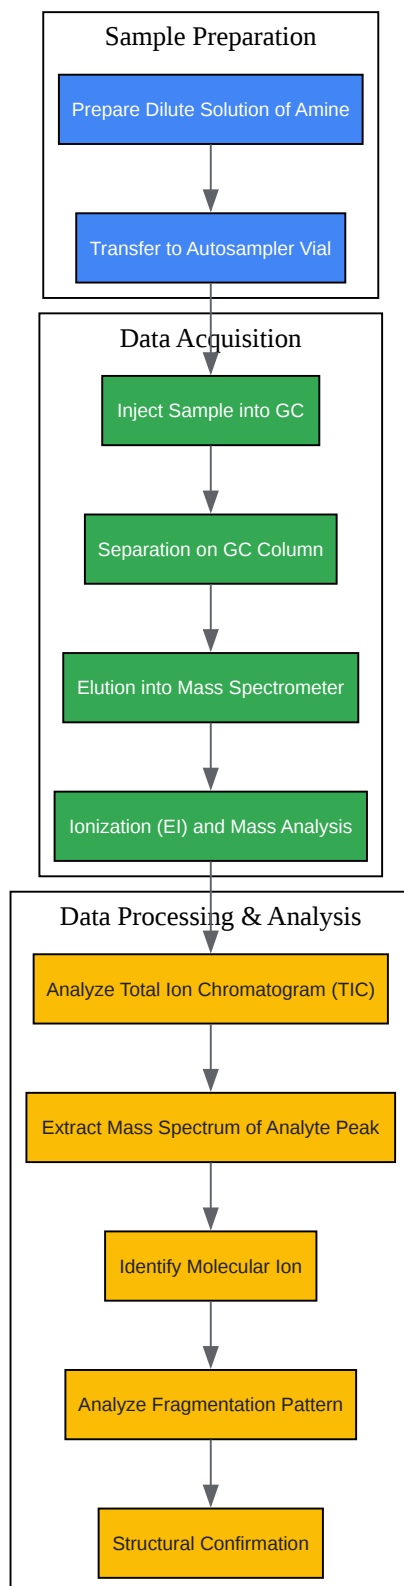 Sample Preparation
Prepare Dilute Solution of Amine
Transfer to Autosampler Vial
Data Acquisition
Inject Sample into GC
Separation on GC Column
Elution into Mass Spectrometer
Ionization (EI) and Mass Analysis
Data Processing & Analysis
Analyze Total Ion Chromatogram (TIC)
Extract Mass Spectrum of Analyte Peak
Identify Molecular Ion
Analyze Fragmentation Pattern
Structural Confirmation